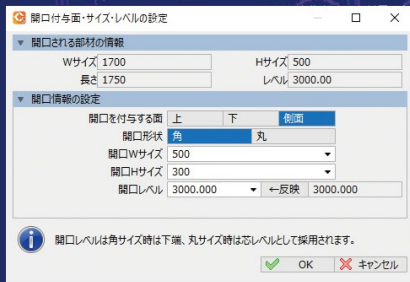 開口付与面・サイズ・レベルの設定
開口される部材の情報
Wサイズ 1700 Hサイズ 500
長さ 1750 レベル 3000.00
開口情報の設定
開口を付与する面 上 下 側面
開口形状 角 丸
開口Wサイズ 500
開口Hサイズ 300
開口レベル 3000.000 ←反映 3000.000
開口レベルは角サイズ時は下端、丸サイズ時は芯レベルとして採用されます。
OK キャンセル